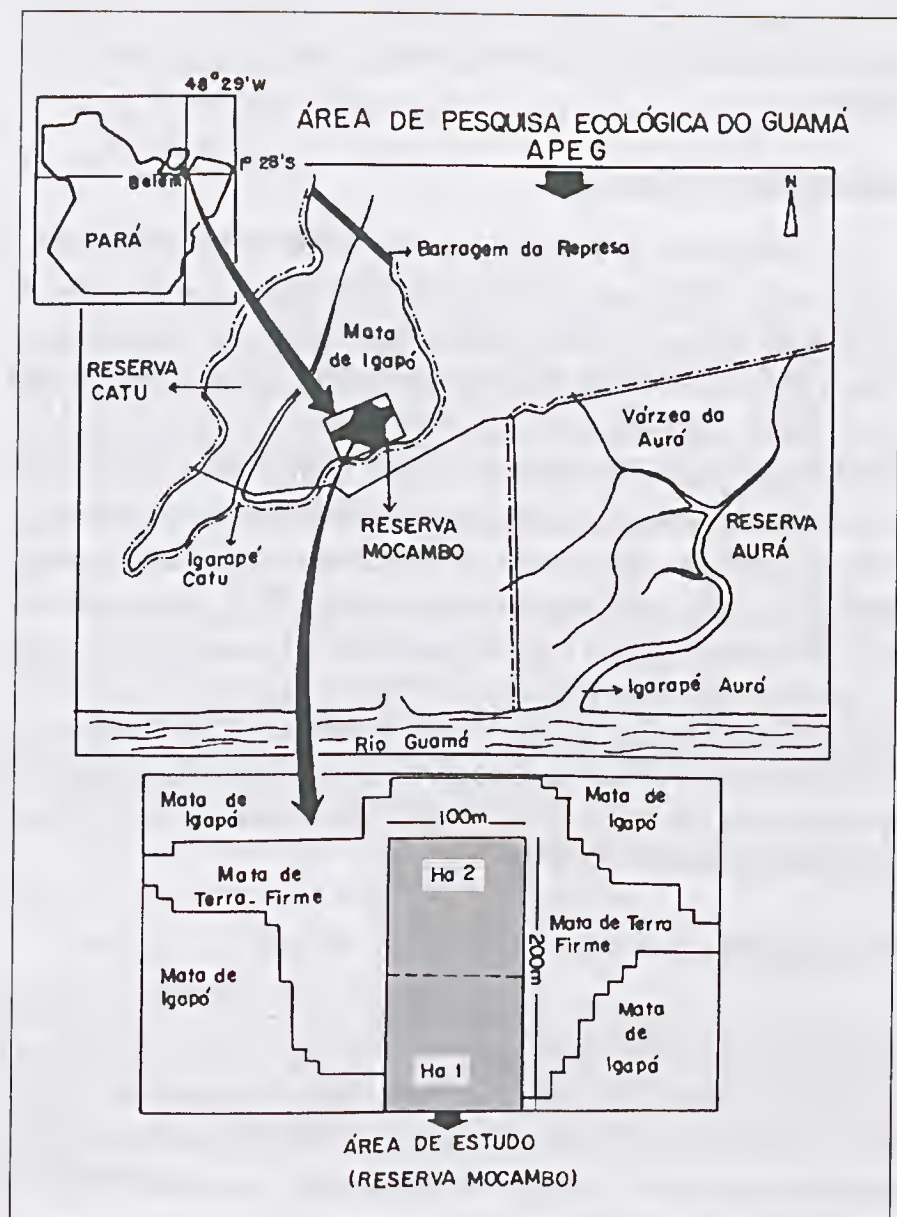 48°29'W
ÁREA DE PESQUISA ECOLÓGICA DO GUAMÁ
APEG
1° 28'S
Belém
PARÁ
N
Barragem da Represa
Mata
de Igapó
RESERVA
CATU
Várzea da
Aurá
RESERVA
MOCAMBO
RESERVA
AURÁ
Igarapé
Catu
Igarapé Aurá
Rio Guamá
Mata de
Igapó
100m
Mata de
Igapó
Mata de
Terra-Firme
Ha 2
Mata de Terra
Firme
200m
Mata de
Igapó
Mata
de
Igapó
Ha 1
ÁREA DE ESTUDO
(RESERVA MOCAMBO)